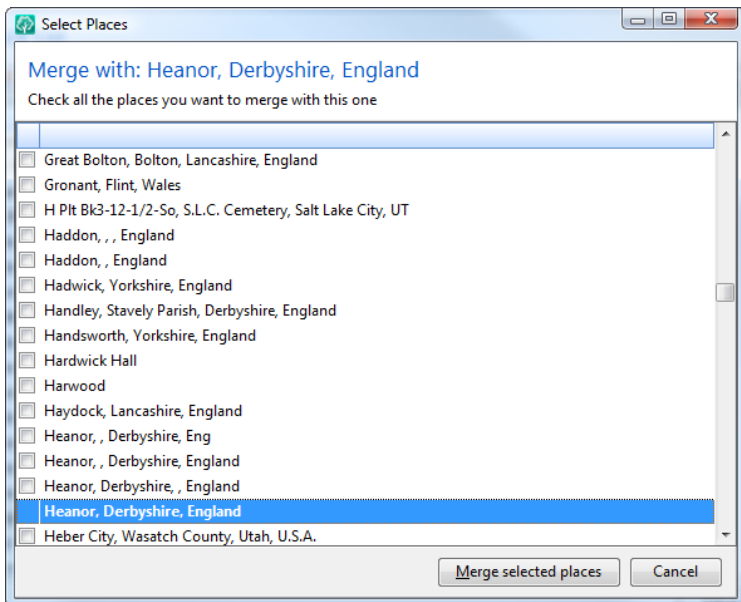 Select Places
Merge with: Heanor, Derbyshire, England
Check all the places you want to merge with this one
Great Bolton, Bolton, Lancashire, England
Gronant, Flint, Wales
H Plt Bk3-12-1/2-So, S.L.C. Cemetery, Salt Lake City, UT
Haddon, , , England
Haddon, , England
Hadwick, Yorkshire, England
Handley, Stavely Parish, Derbyshire, England
Handsworth, Yorkshire, England
Hardwick Hall
Harwood
Haydock, Lancashire, England
Heanor, , Derbyshire, Eng
Heanor, , Derbyshire, England
Heanor, Derbyshire, , England
Heanor, Derbyshire, England
Heber City, Wasatch County, Utah, U.S.A.
Merge selected places Cancel